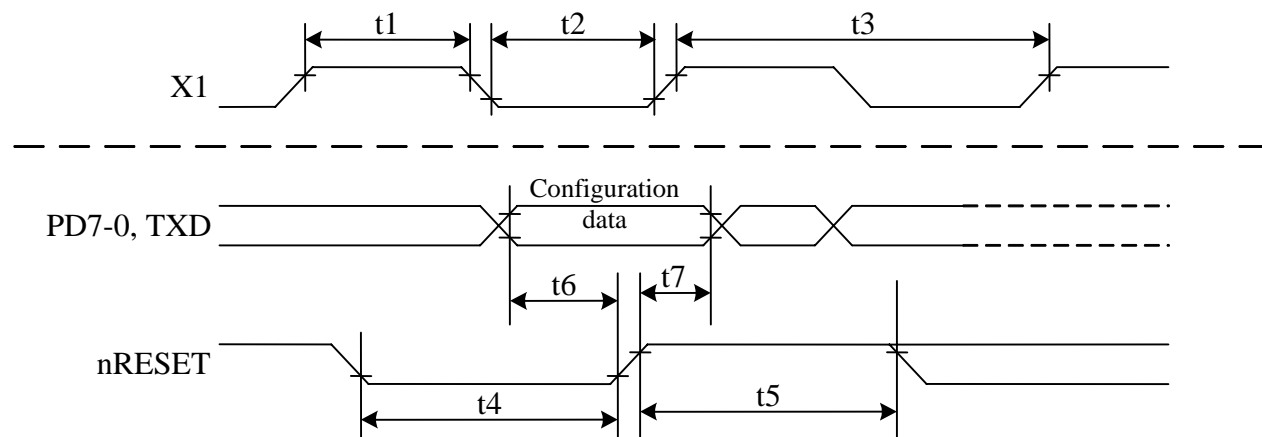 t1
t2
t3
X1
Configuration
data
PD7-0, TXD
t6
t7
nRESET
t4
t5